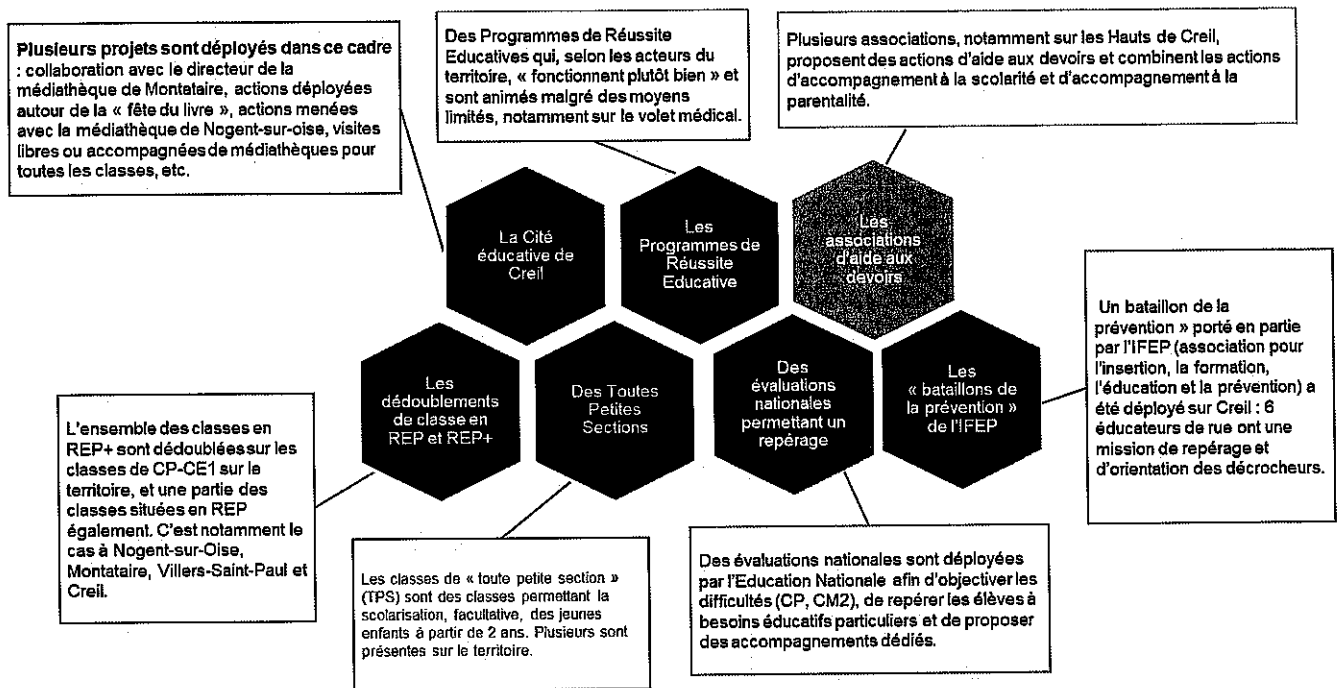 Plusieurs projets sont déployés dans ce cadre
: collaboration avec le directeur de la
médiathèque de Montataire, actions déployées
autour de la « fête du livre », actions menées
avec la médiathèque de Nogent-sur-oise, visites
libres ou accompagnées de médiathèques pour
toutes les classes, etc.
Des Programmes de Réussite
Educatives qui, selon les acteurs du
territoire, « fonctionnent plutôt bien » et
sont animés malgré des moyens
limités, notamment sur le volet médical.
Plusieurs associations, notamment sur les Hauts de Creil,
proposent des actions d'aide aux devoirs et combinent les actions
d'accompagnement à la scolarité et d'accompagnement à la
parentalité.
La Cité
éducative de
Creil
Les
Programmes de
Réussite
Educative
Les
associations
d'aide aux
devoirs
Les
dédoublements
de classe en
REP et REP+
Des Toutes
Petites
Sections
Des
évaluations
nationales
permettant un
repérage
Les
« bataillons de
la prévention »
de l'IFEP
Un bataillon de la
prévention » porté en partie
par l'IFEP (association pour
l'insertion, la formation,
l'éducation et la prévention) a
été déployé sur Creil : 6
éducateurs de rue ont une
mission de repérage et
d'orientation des décrocheurs.
L'ensemble des classes en
REP+ sont dédoublées sur les
classes de CP-CE1 sur le
territoire, et une partie des
classes situées en REP
également. C'est notamment le
cas à Nogent-sur-Oise,
Montataire, Villers-Saint-Paul et
Creil.
Les classes de « toute petite section »
(TPS) sont des classes permettant la
scolarisation, facultative, des jeunes
enfants à partir de 2 ans. Plusieurs sont
présentes sur le territoire.
Des évaluations nationales sont déployées
par l'Education Nationale afin d'objectiver les
difficultés (CP, CM2), de repérer les élèves à
besoins éducatifs particuliers et de proposer
des accompagnements dédiés.